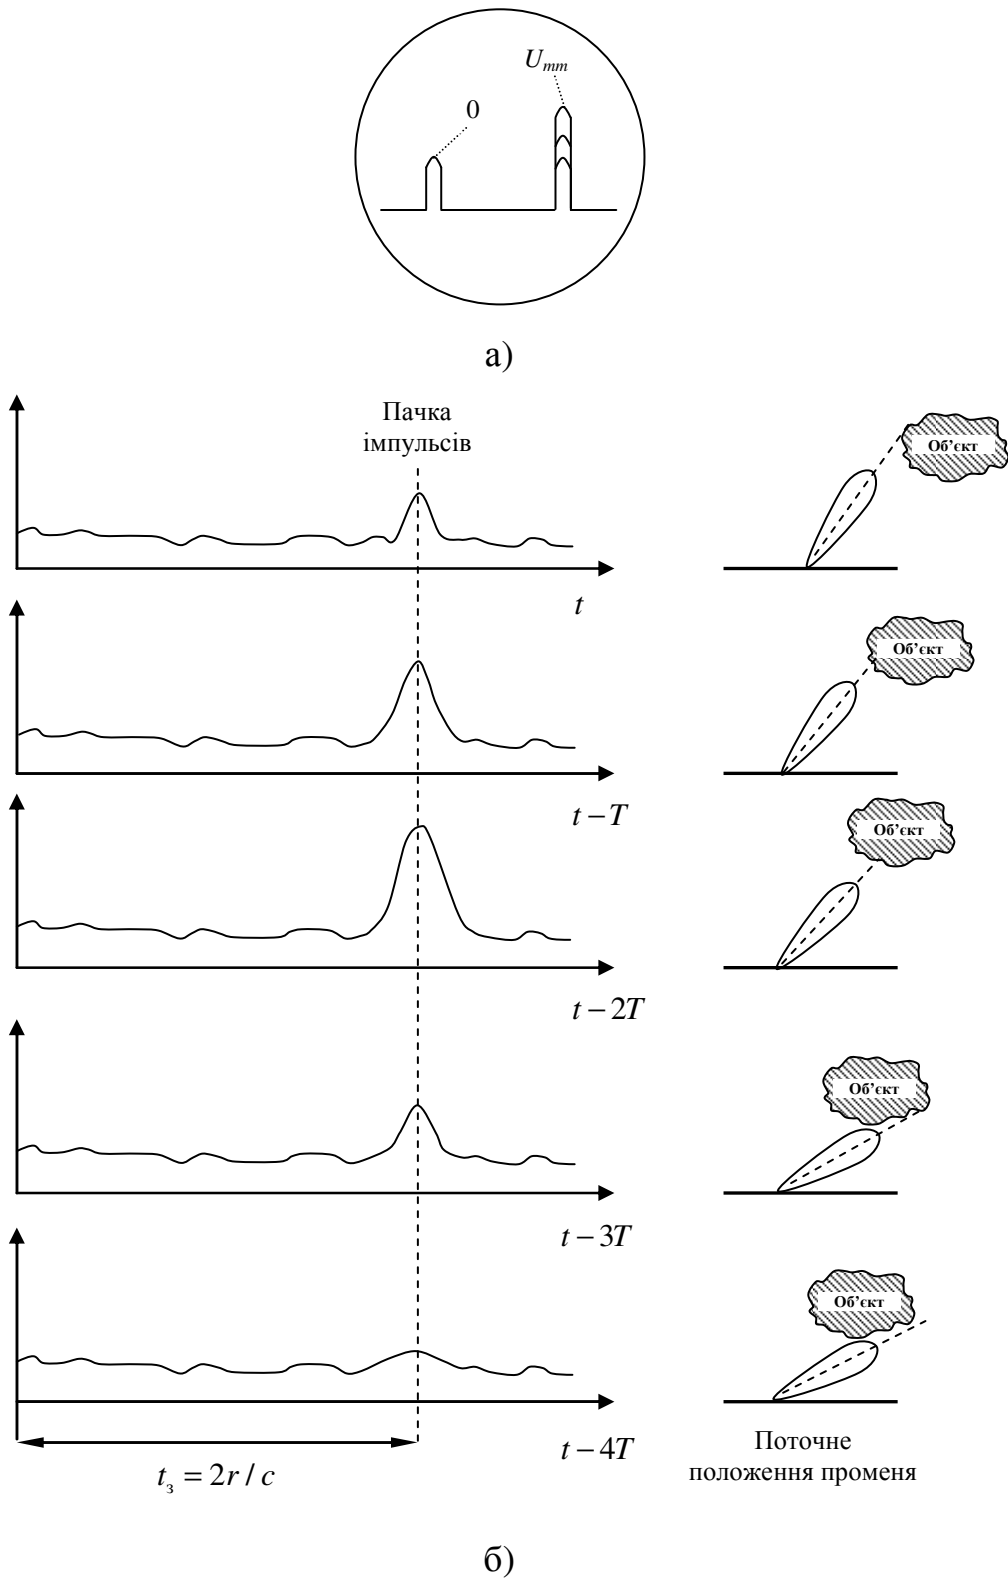 U_mm
0
а)
Пачка
імпульсів
Об’єкт
t
Об’єкт
t − T
Об’єкт
t − 2T
Об’єкт
t − 3T
Об’єкт
t − 4T
t_з = 2r / c
Поточне
положення променя
б)